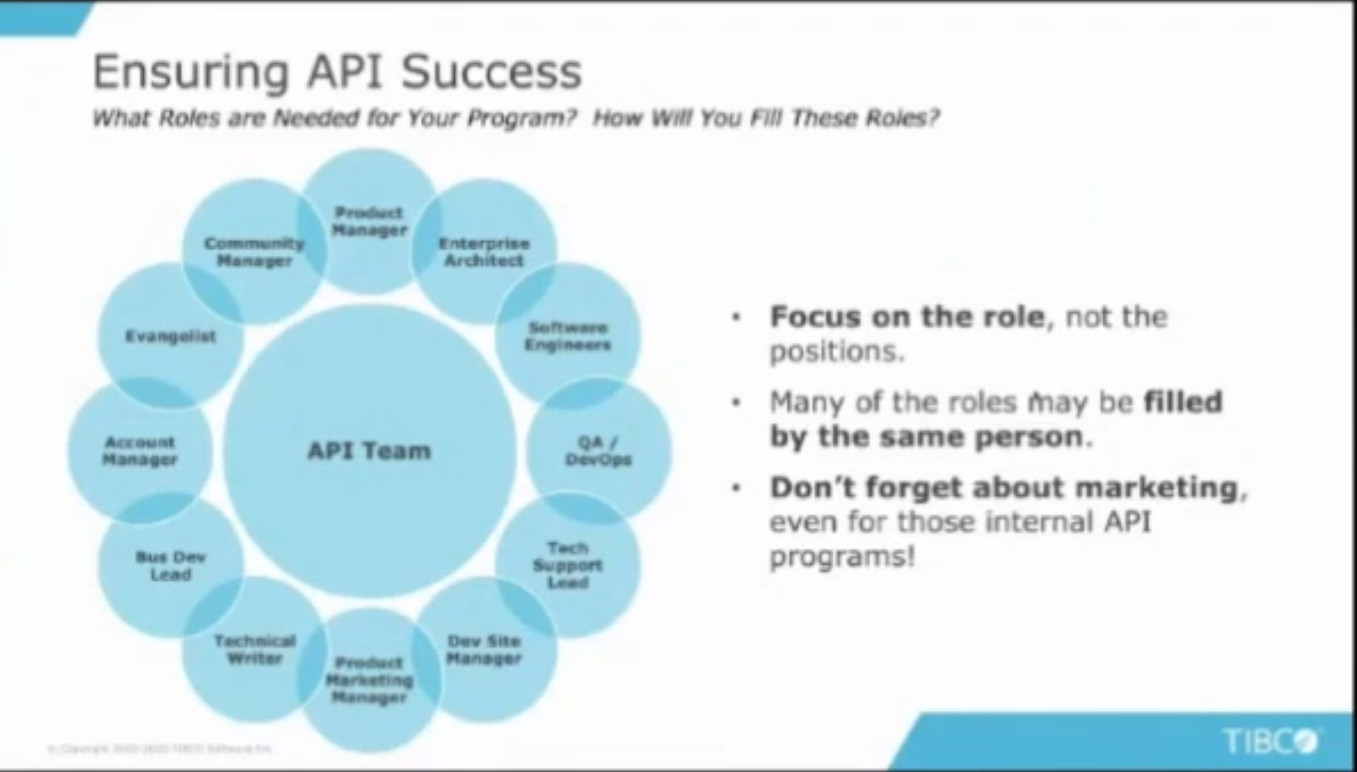 Ensuring API Success
What Roles are Needed for Your Program? How Will You Fill These Roles?
Product
Manager
Enterprise
Architect
Software
Engineers
QA /
DevOps
Tech
Support
Lead
Dev Site
Manager
Product
Marketing
Manager
Technical
Writer
Bus Dev
Lead
Account
Manager
Evangelist
Community
Manager
API Team
• Focus on the role, not the
positions.
• Many of the roles may be filled
by the same person.
• Don't forget about marketing,
even for those internal API
programs!
TIBCO